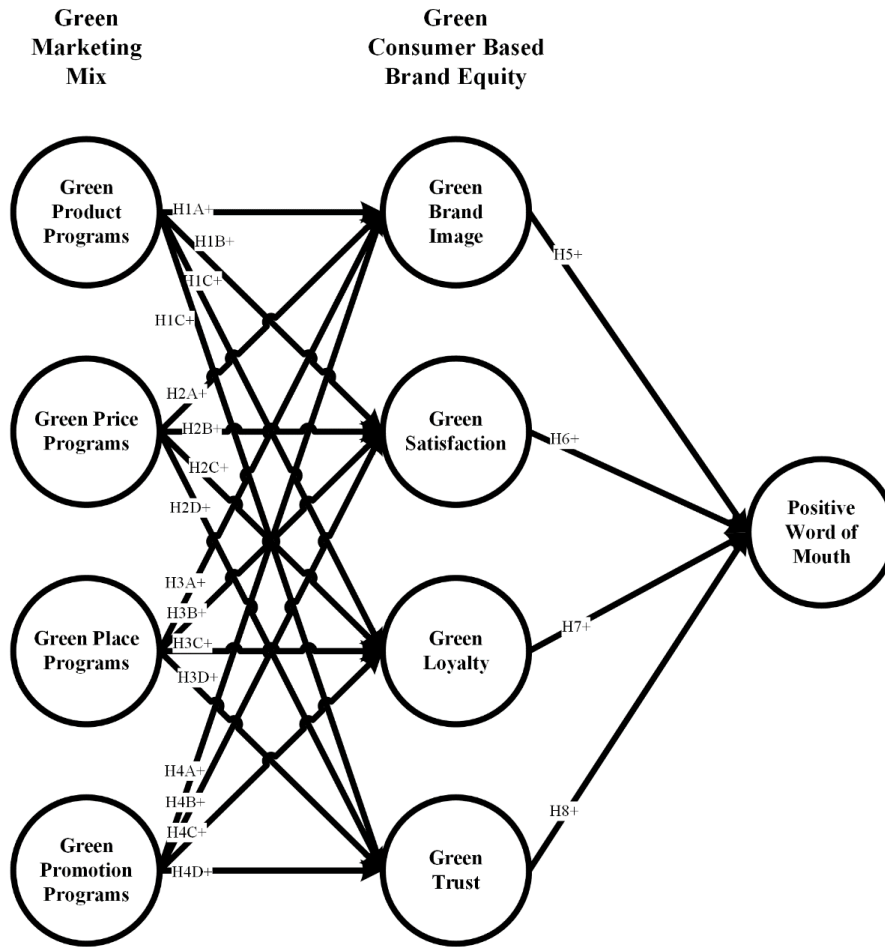 Green
Marketing
Mix
Green
Consumer Based
Brand Equity
Green
Product
Programs
H1A+
H1B+
H1C+
H1C+
Green
Brand
Image
H5+
Green Price
Programs
H2A+
H2B+
H2C+
H2D+
Green
Satisfaction
H6+
Positive
Word of
Mouth
Green Place
Programs
H3A+
H3B+
H3C+
H3D+
Green
Loyalty
H7+
Green
Promotion
Programs
H4A+
H4B+
H4C+
H4D+
Green
Trust
H8+